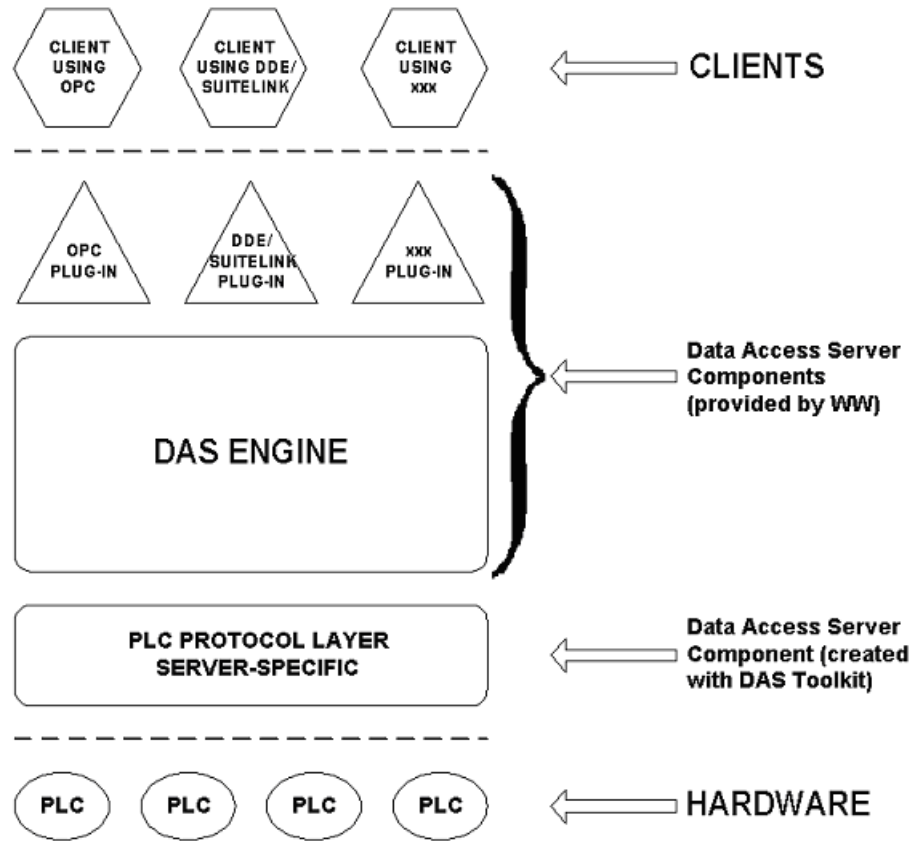 CLIENT
USING
OPC
CLIENT
USING DDE/
SUITELINK
CLIENT
USING
xxx
CLIENTS
OPC
PLUG-IN
DDE/
SUITELINK
PLUG-IN
xxx
PLUG-IN
DAS ENGINE
Data Access Server
Components
(provided by WW)
PLC PROTOCOL LAYER
SERVER-SPECIFIC
Data Access Server
Component (created
with DAS Toolkit)
PLC
PLC
PLC
PLC
HARDWARE